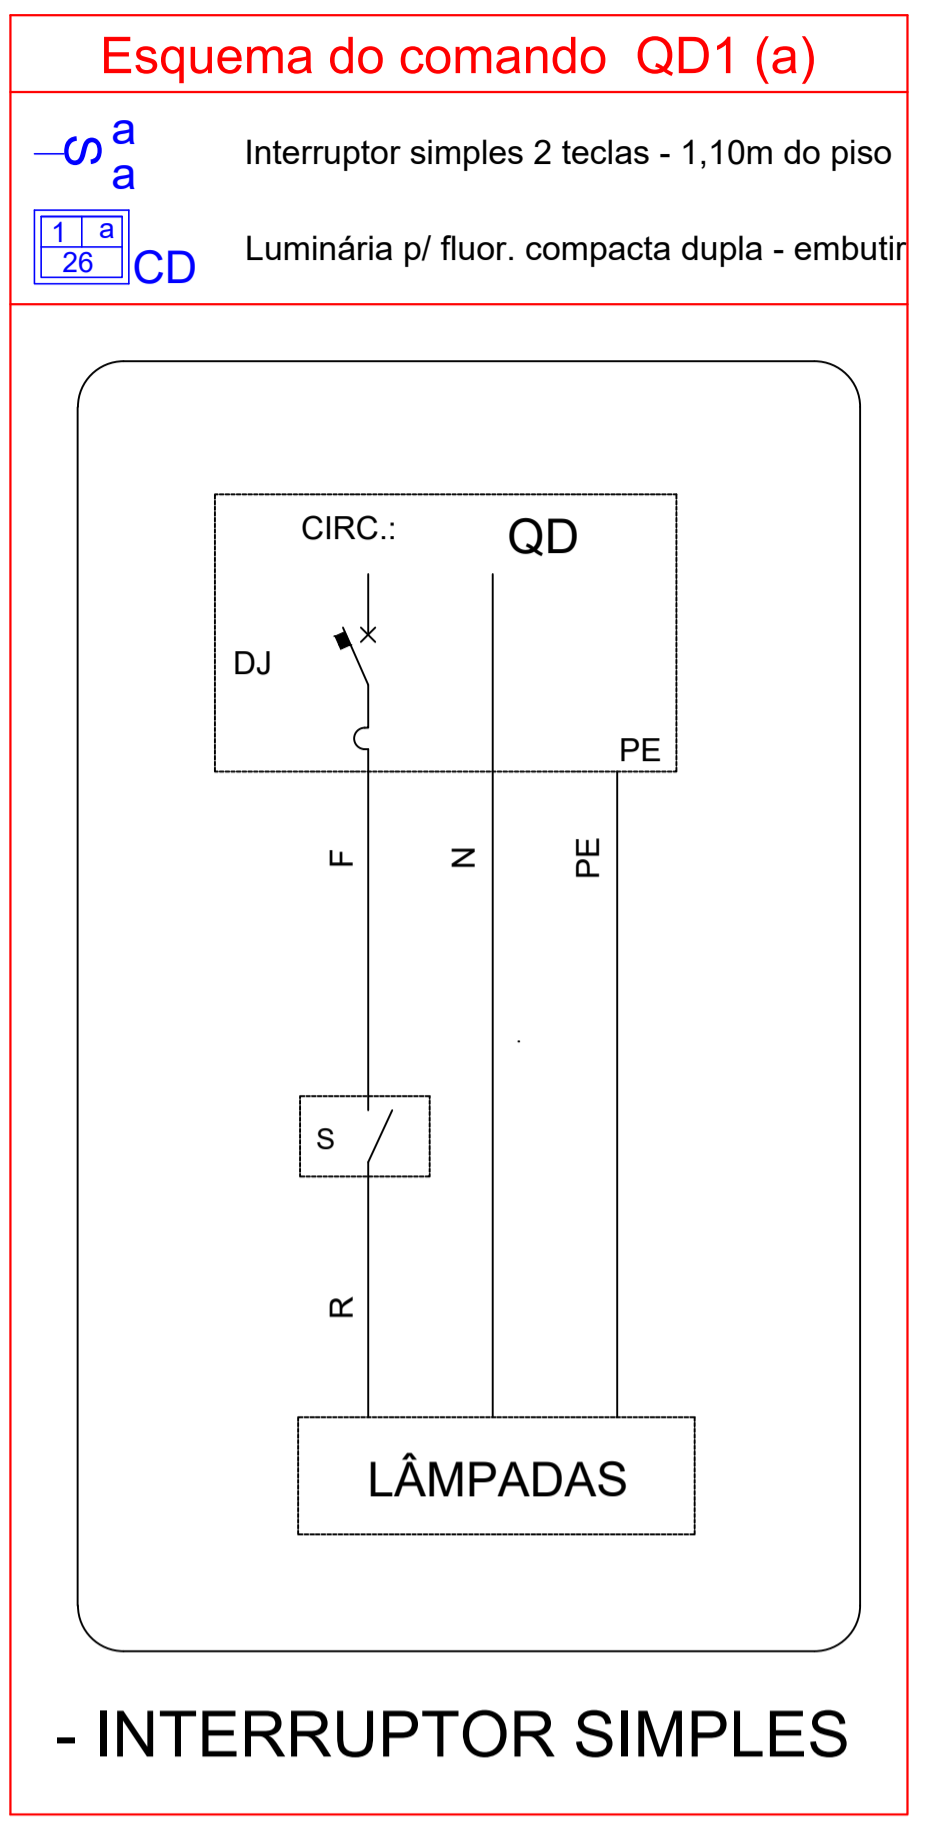 Esquema do comando QD1 (a)
S a
a
Interruptor simples 2 teclas - 1,10m do piso
1 a
26
CD
Luminária p/ fluor. compacta dupla - embutir
CIRC.:
QD
DJ
PE
F
N
PE
S
R
LÂMPADAS
- INTERRUPTOR SIMPLES